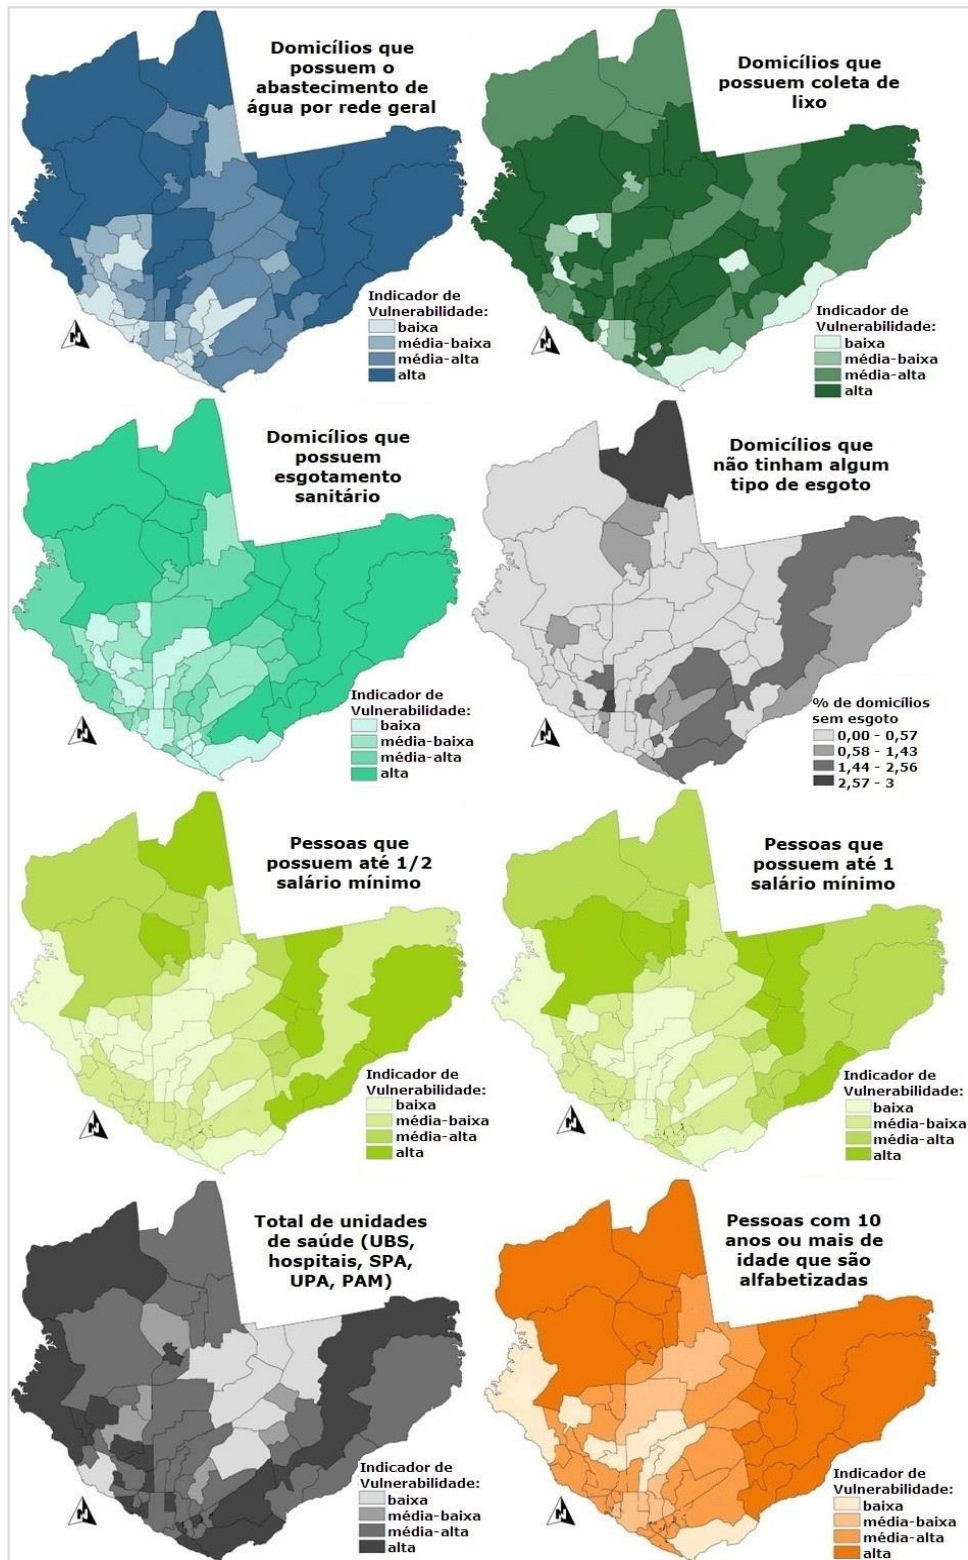 Domicílios que
possuem o
abastecimento de
água por rede geral
Indicador de
Vulnerabilidade:
baixa
média-baixa
média-alta
alta
N
Domicílios que
possuem coleta de
lixo
Indicador de
Vulnerabilidade:
baixa
média-baixa
média-alta
alta
N
Domicílios que
possuem
esgotamento
sanitário
Indicador de
Vulnerabilidade:
baixa
média-baixa
média-alta
alta
N
Domicílios que
não tinham algum
tipo de esgoto
% de domicílios
sem esgoto
0,00 - 0,57
0,58 - 1,43
1,44 - 2,56
2,57 - 3
N
Pessoas que
possuem até 1/2
salário mínimo
Indicador de
Vulnerabilidade:
baixa
média-baixa
média-alta
alta
N
Pessoas que
possuem até 1
salário mínimo
Indicador de
Vulnerabilidade:
baixa
média-baixa
média-alta
alta
N
Total de unidades
de saúde (UBS,
hospitais, SPA,
UPA, PAM)
Indicador de
Vulnerabilidade:
baixa
média-baixa
média-alta
alta
N
Pessoas com 10
anos ou mais de
idade que são
alfabetizadas
Indicador de
Vulnerabilidade:
baixa
média-baixa
média-alta
alta
N